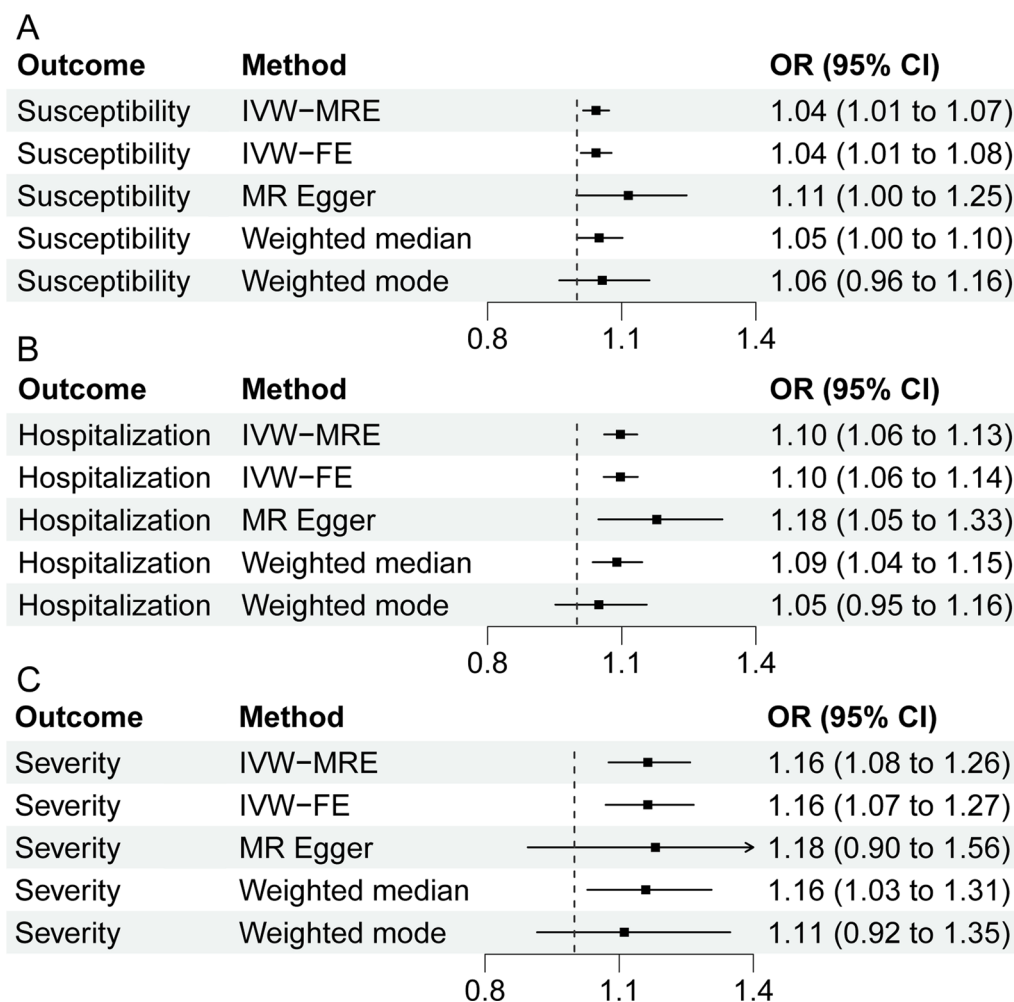 A
Outcome Method OR (95% CI)
Susceptibility IVW−MRE 1.04 (1.01 to 1.07)
Susceptibility IVW−FE 1.04 (1.01 to 1.08)
Susceptibility MR Egger 1.11 (1.00 to 1.25)
Susceptibility Weighted median 1.05 (1.00 to 1.10)
Susceptibility Weighted mode 1.06 (0.96 to 1.16)
0.8 1.1 1.4
B
Outcome Method OR (95% CI)
Hospitalization IVW−MRE 1.10 (1.06 to 1.13)
Hospitalization IVW−FE 1.10 (1.06 to 1.14)
Hospitalization MR Egger 1.18 (1.05 to 1.33)
Hospitalization Weighted median 1.09 (1.04 to 1.15)
Hospitalization Weighted mode 1.05 (0.95 to 1.16)
0.8 1.1 1.4
C
Outcome Method OR (95% CI)
Severity IVW−MRE 1.16 (1.08 to 1.26)
Severity IVW−FE 1.16 (1.07 to 1.27)
Severity MR Egger 1.18 (0.90 to 1.56)
Severity Weighted median 1.16 (1.03 to 1.31)
Severity Weighted mode 1.11 (0.92 to 1.35)
0.8 1.1 1.4